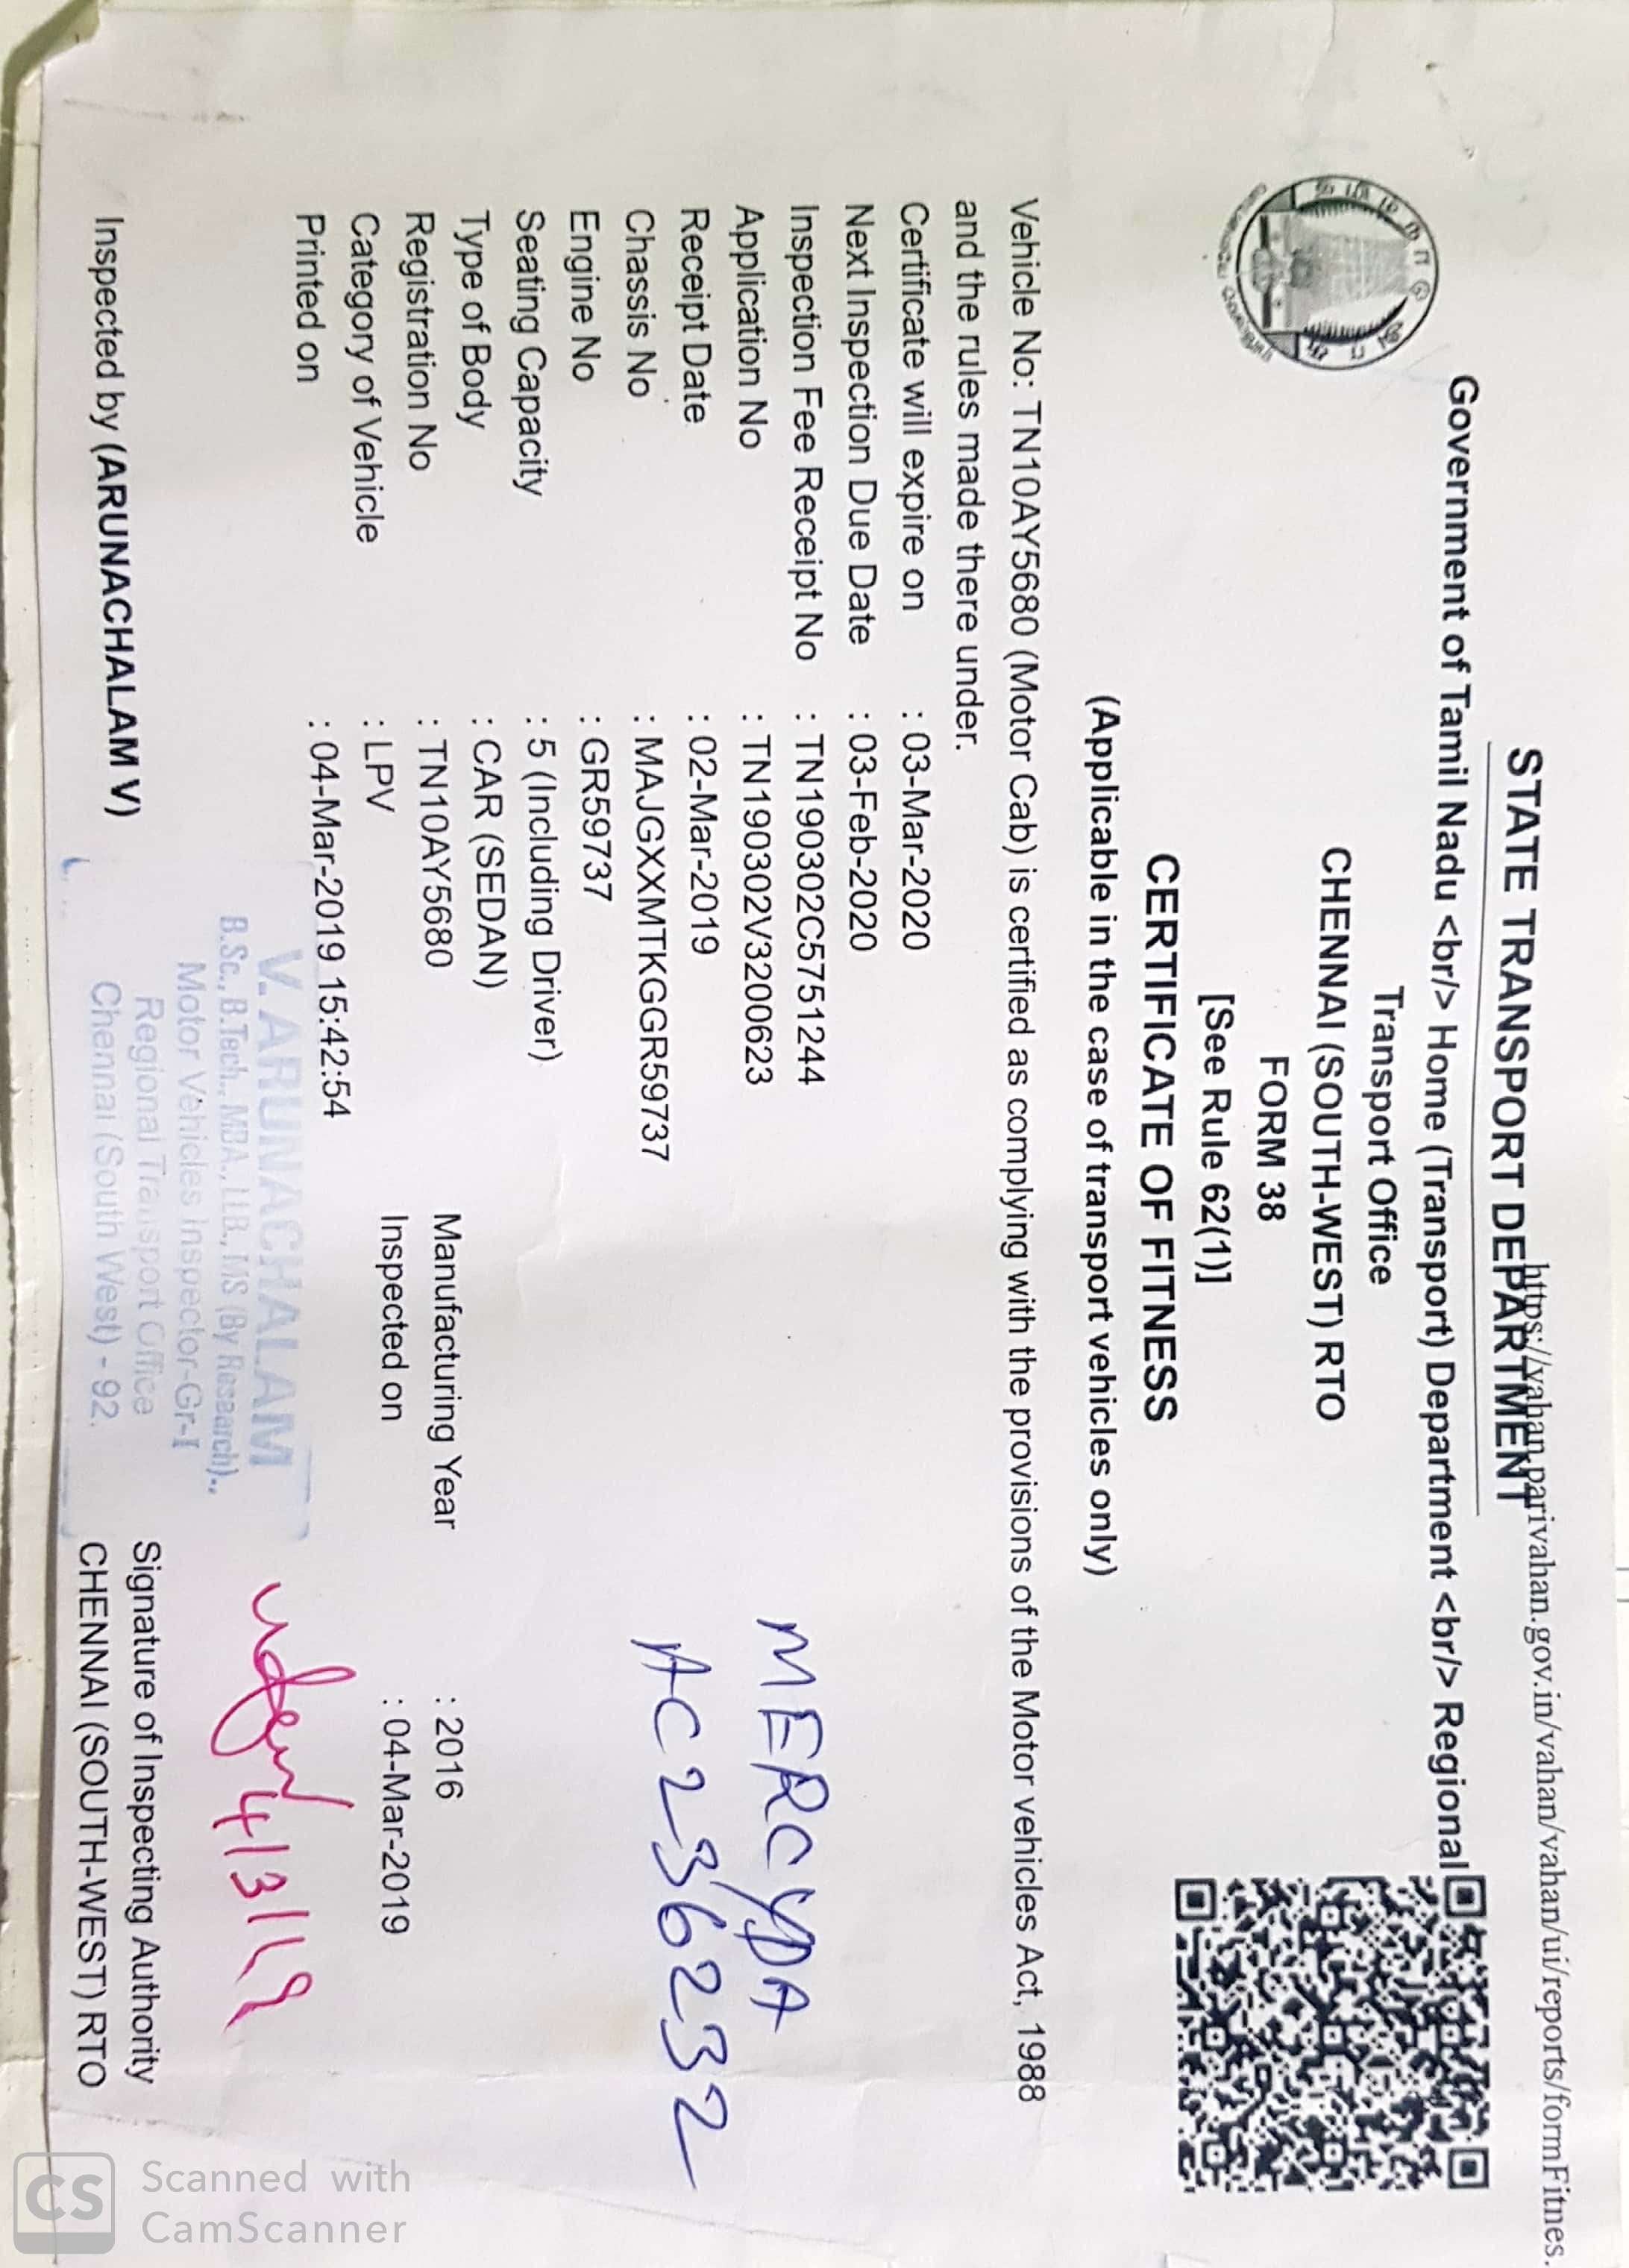 https://vahan.parivahan.gov.in/vahan/vahan/ui/reports/formFitnes.
STATE TRANSPORT DEPARTMENT
Government of Tamil Nadu <br/> Home (Transport) Department <br/> Regional
Transport Office
CHENNAI (SOUTH-WEST) RTO
FORM 38
[See Rule 62(1)]
CERTIFICATE OF FITNESS
(Applicable in the case of transport vehicles only)
Vehicle No: TN10AY5680 (Motor Cab) is certified as complying with the provisions of the Motor vehicles Act, 1988
and the rules made there under.
Certificate will expire on : 03-Mar-2020
Next Inspection Due Date : 03-Feb-2020
Inspection Fee Receipt No : TN190302C5751244
Application No : TN190302V3200623
Receipt Date : 02-Mar-2019
MERCYDA
Chassis No : MAJGXXMTKGGR59737
AC236232
Engine No : GR59737
Seating Capacity : 5 (Including Driver)
Type of Body : CAR (SEDAN)
Registration No : TN10AY5680 Manufacturing Year : 2016
Category of Vehicle : LPV Inspected on : 04-Mar-2019
Printed on : 04-Mar-2019 15:42:54
V. ARUNACHALAM
B.Sc., B.Tech., MBA., LLB., MS (By Research).,
Motor Vehicles Inspector-Gr-I
Regional Transport Office
Chennai (South West) - 92.
4/3/19
Inspected by (ARUNACHALAM V)
Signature of Inspecting Authority
CHENNAI (SOUTH-WEST) RTO
CS Scanned with
CamScanner